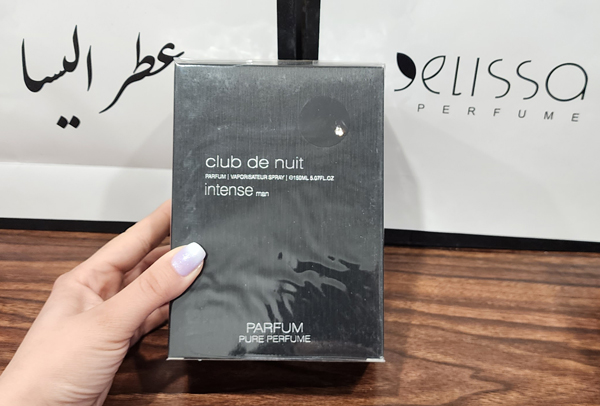 عطر اليسا
elissa
PERFUME
club de nuit
PARFUM | VAPORISATEUR SPRAY | ℮150ML 5.07FL.OZ
intense man
PARFUM
PURE PERFUME